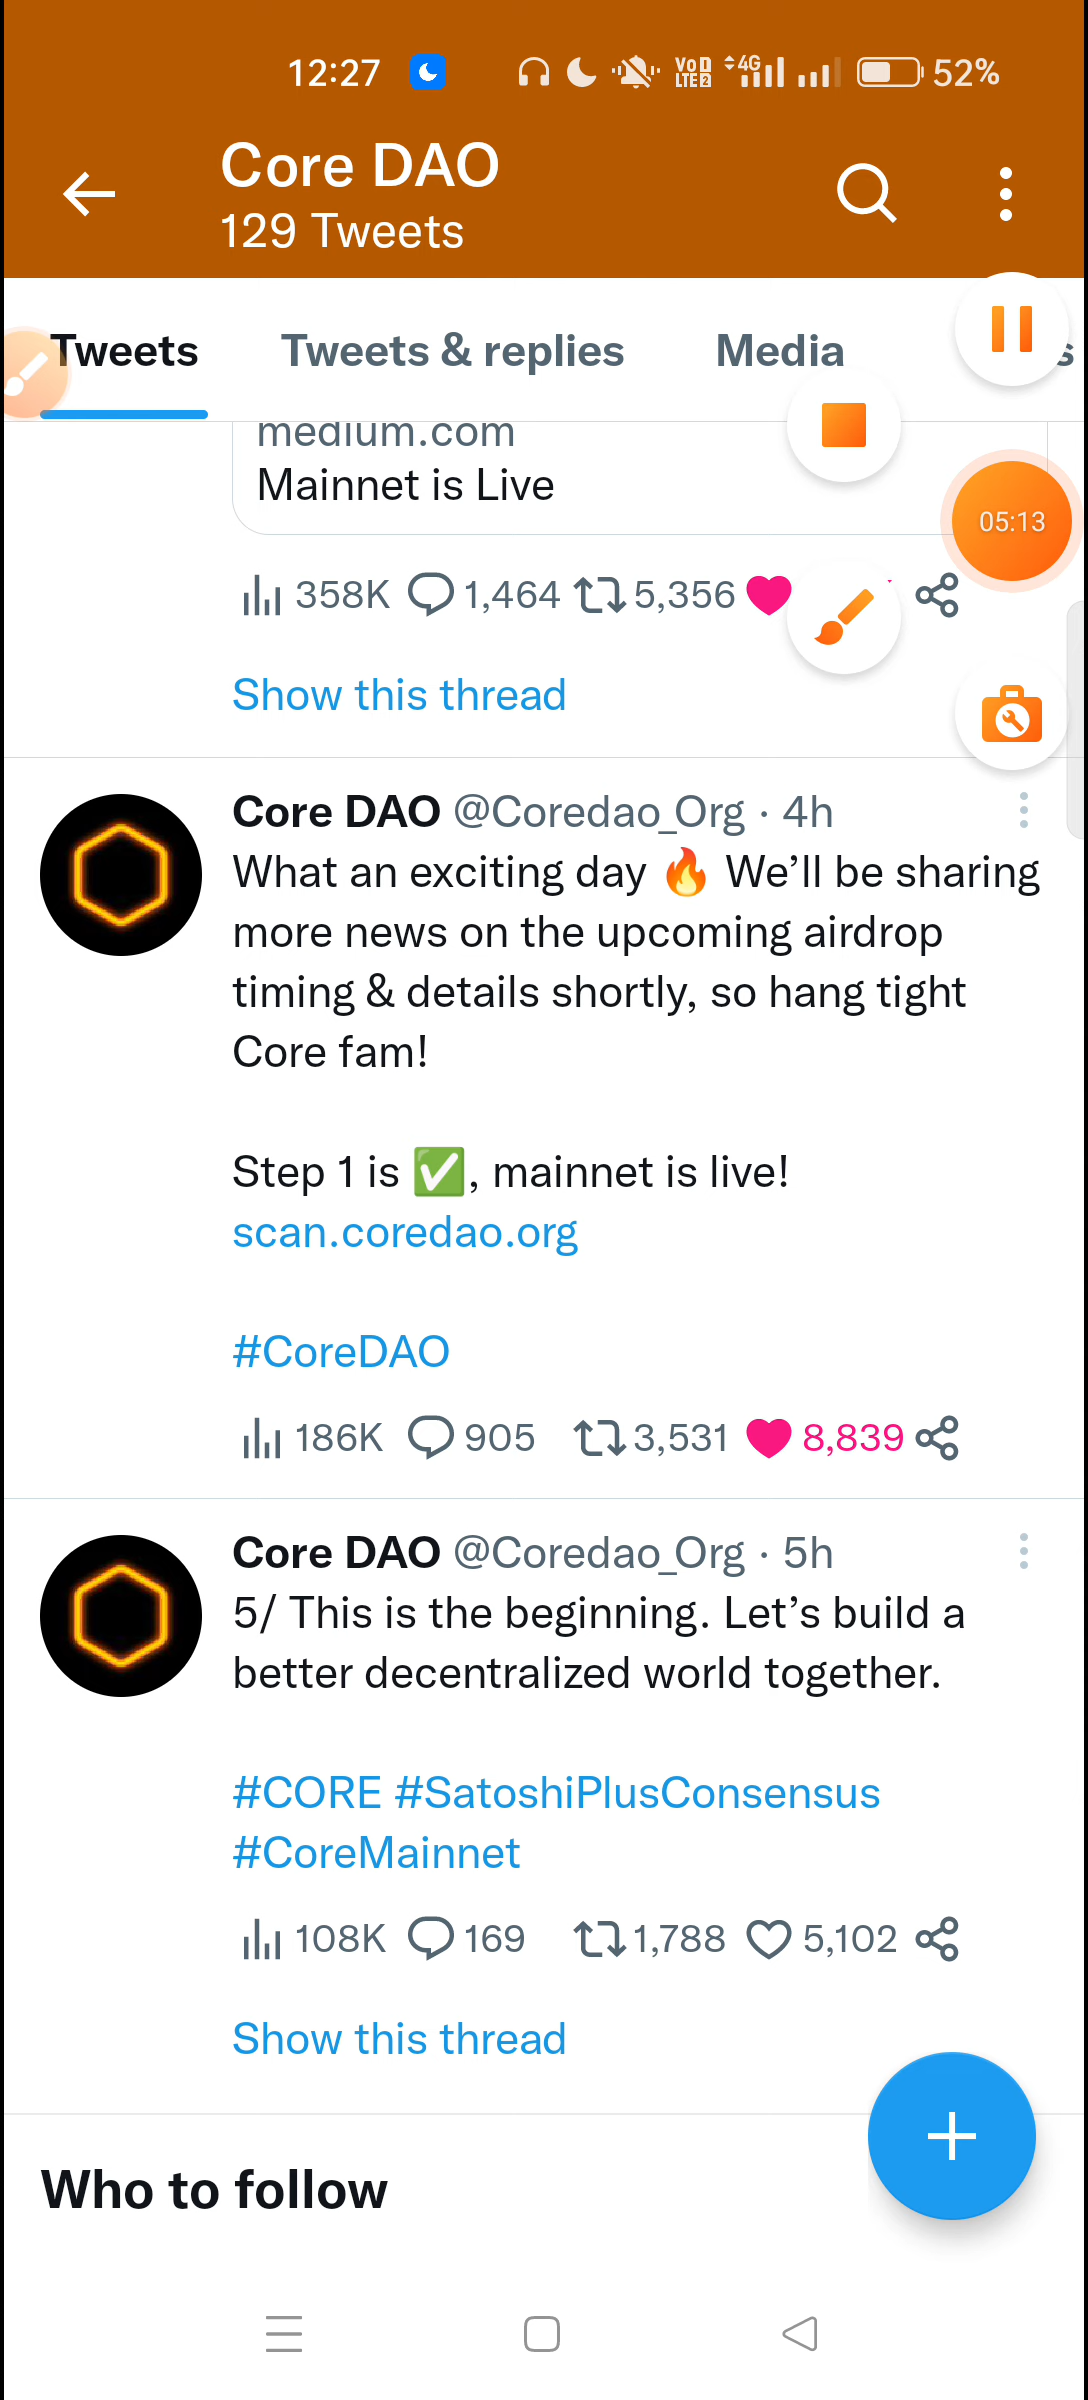 12:27 VoD LTE2 4G 52%
Core DAO
129 Tweets
Tweets Tweets & replies Media s
medium.com
Mainnet is Live
05:13
358K 1,464 5,356
Show this thread
Core DAO @Coredao_Org · 4h
What an exciting day 🔥 We’ll be sharing
more news on the upcoming airdrop
timing & details shortly, so hang tight
Core fam!
Step 1 is ✅, mainnet is live!
scan.coredao.org
#CoreDAO
186K 905 3,531 8,839
Core DAO @Coredao_Org · 5h
5/ This is the beginning. Let’s build a
better decentralized world together.
#CORE #SatoshiPlusConsensus
#CoreMainnet
108K 169 1,788 5,102
Show this thread
Who to follow